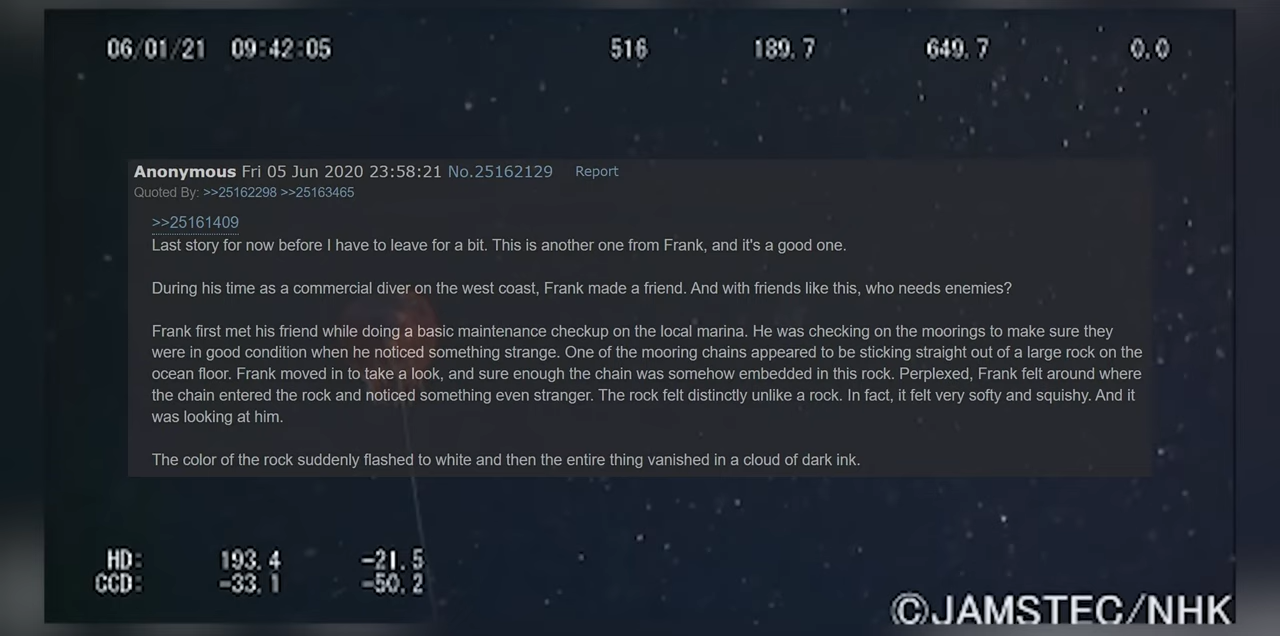 06/01/21 09:42:05 516 189.7 649.7 0.0
Anonymous Fri 05 Jun 2020 23:58:21 No.25162129 Report
Quoted By: >>25162298 >>25163465
>>25161409
Last story for now before I have to leave for a bit. This is another one from Frank, and it's a good one.
During his time as a commercial diver on the west coast, Frank made a friend. And with friends like this, who needs enemies?
Frank first met his friend while doing a basic maintenance checkup on the local marina. He was checking on the moorings to make sure they
were in good condition when he noticed something strange. One of the mooring chains appeared to be sticking straight out of a large rock on the
ocean floor. Frank moved in to take a look, and sure enough the chain was somehow embedded in this rock. Perplexed, Frank felt around where
the chain entered the rock and noticed something even stranger. The rock felt distinctly unlike a rock. In fact, it felt very softy and squishy. And it
was looking at him.
The color of the rock suddenly flashed to white and then the entire thing vanished in a cloud of dark ink.
HD: 193.4 -21.5
CCD: -33.1 -50.2
©JAMSTEC/NHK